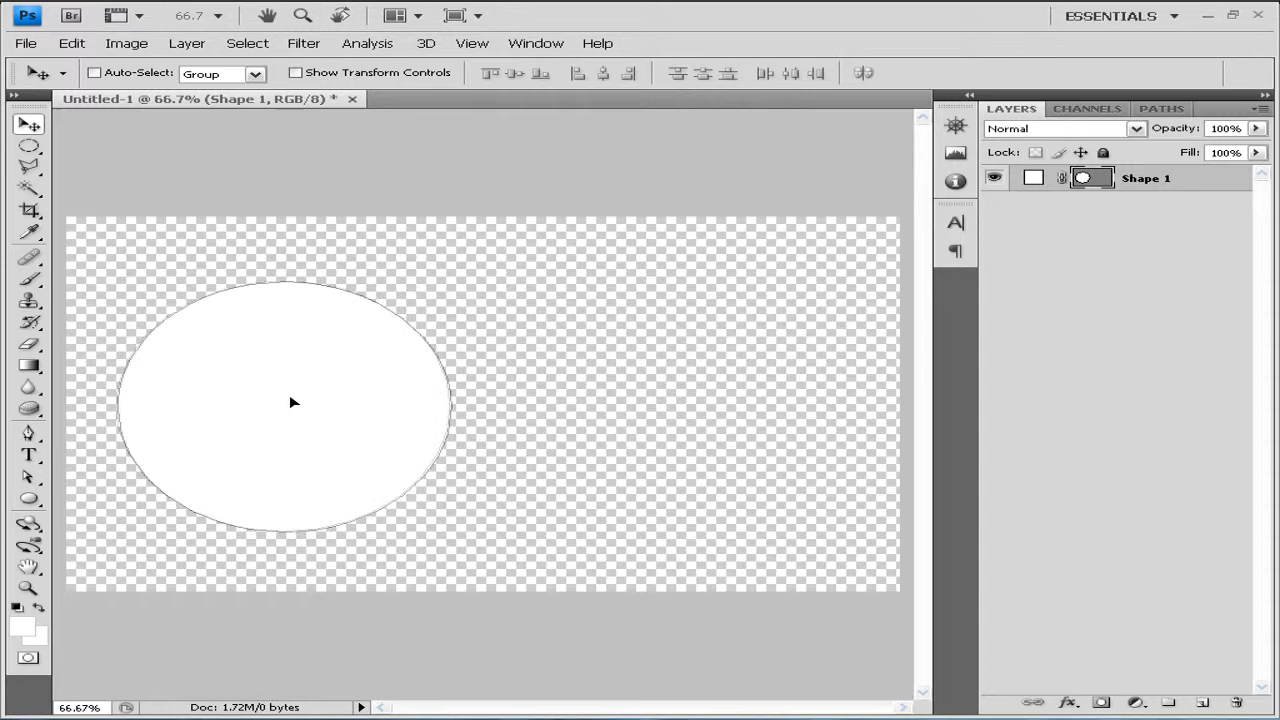 Ps Br 66.7 ESSENTIALS
File Edit Image Layer Select Filter Analysis 3D View Window Help
Auto-Select: Group Show Transform Controls
Untitled-1 @ 66.7% (Shape 1, RGB/8) *
LAYERS CHANNELS PATHS
Normal Opacity: 100%
Lock: Fill: 100%
Shape 1
66.67% Doc: 1.72M/0 bytes